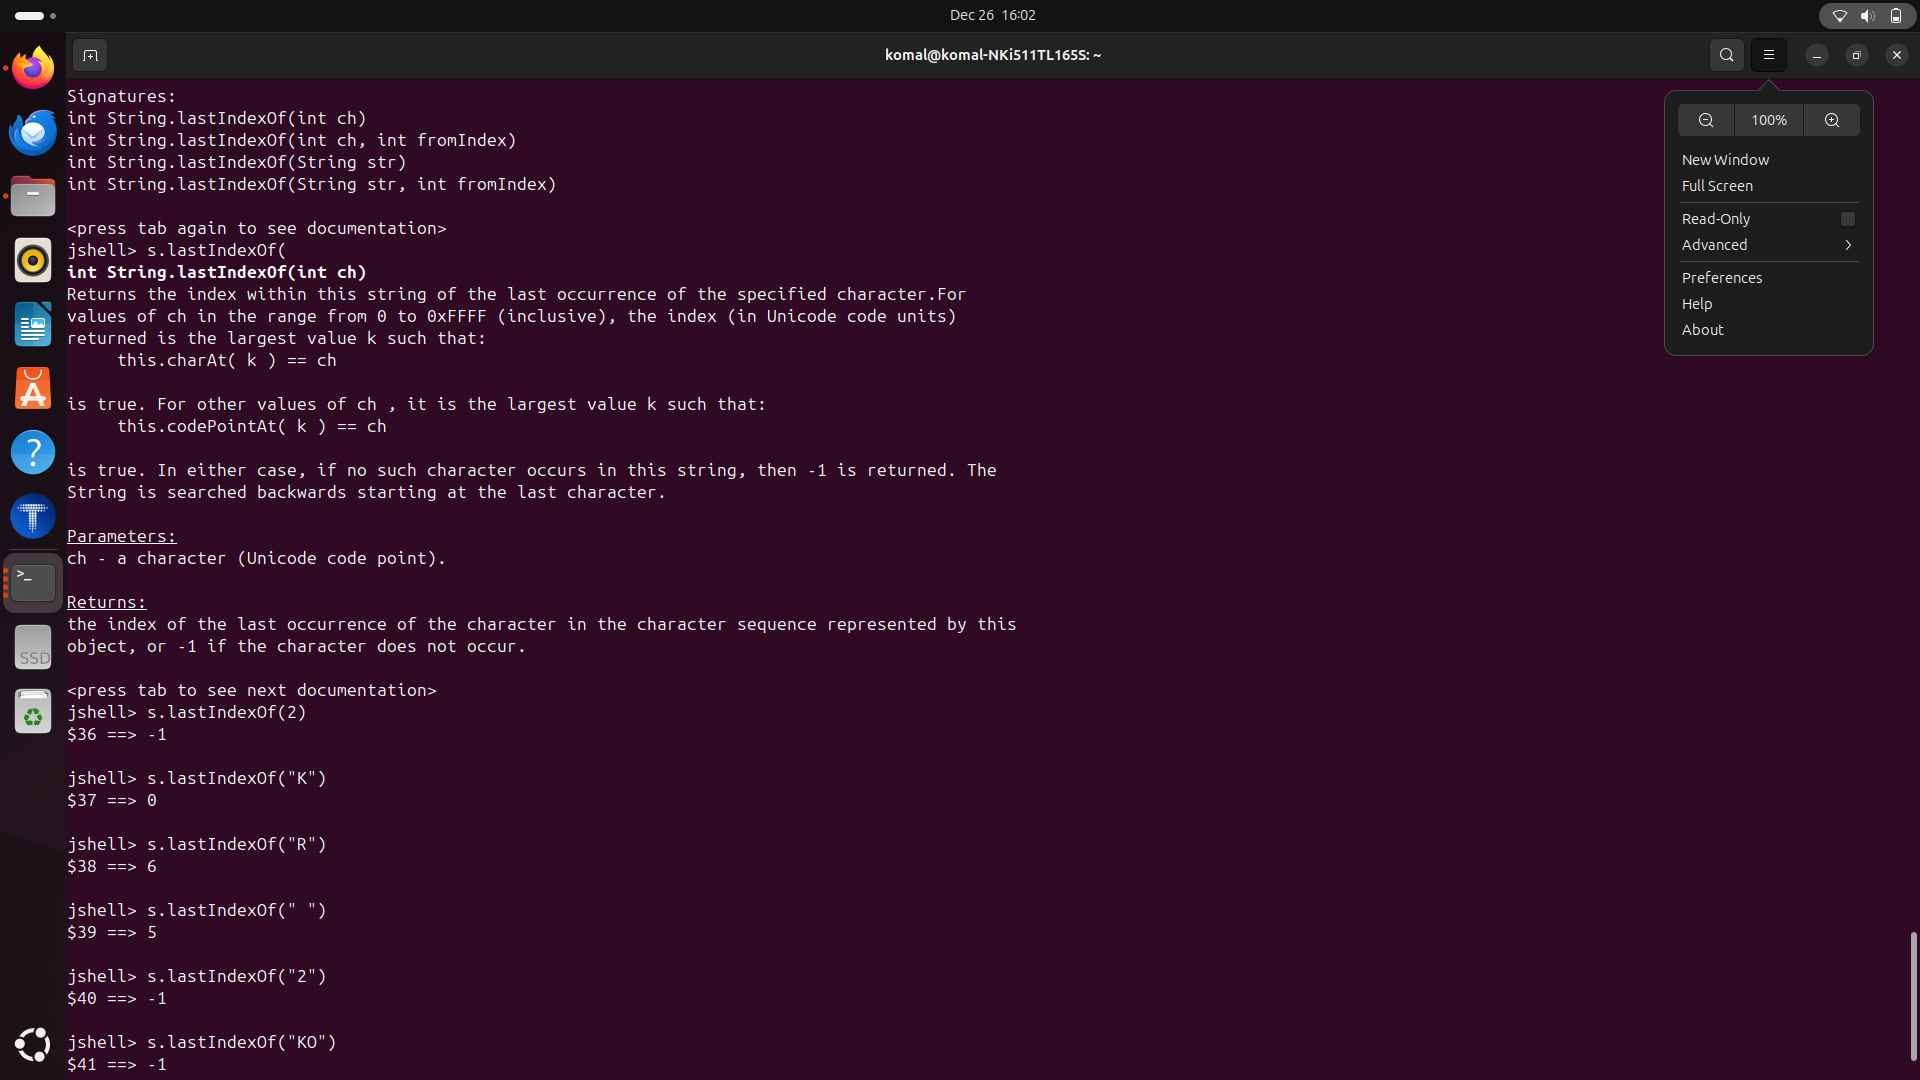 Dec 26 16:02
komal@komal-NKi511TL165S: ~
Signatures:
int String.lastIndexOf(int ch)
int String.lastIndexOf(int ch, int fromIndex)
int String.lastIndexOf(String str)
int String.lastIndexOf(String str, int fromIndex)
<press tab again to see documentation>
jshell> s.lastIndexOf(
int String.lastIndexOf(int ch)
Returns the index within this string of the last occurrence of the specified character.For
values of ch in the range from 0 to 0xFFFF (inclusive), the index (in Unicode code units)
returned is the largest value k such that:
this.charAt( k ) == ch
is true. For other values of ch , it is the largest value k such that:
this.codePointAt( k ) == ch
is true. In either case, if no such character occurs in this string, then -1 is returned. The
String is searched backwards starting at the last character.
Parameters:
ch - a character (Unicode code point).
Returns:
the index of the last occurrence of the character in the character sequence represented by this
object, or -1 if the character does not occur.
<press tab to see next documentation>
jshell> s.lastIndexOf(2)
$36 ==> -1
jshell> s.lastIndexOf("K")
$37 ==> 0
jshell> s.lastIndexOf("R")
$38 ==> 6
jshell> s.lastIndexOf(" ")
$39 ==> 5
jshell> s.lastIndexOf("2")
$40 ==> -1
jshell> s.lastIndexOf("KO")
$41 ==> -1
100%
New Window
Full Screen
Read-Only
Advanced
Preferences
Help
About
SSD